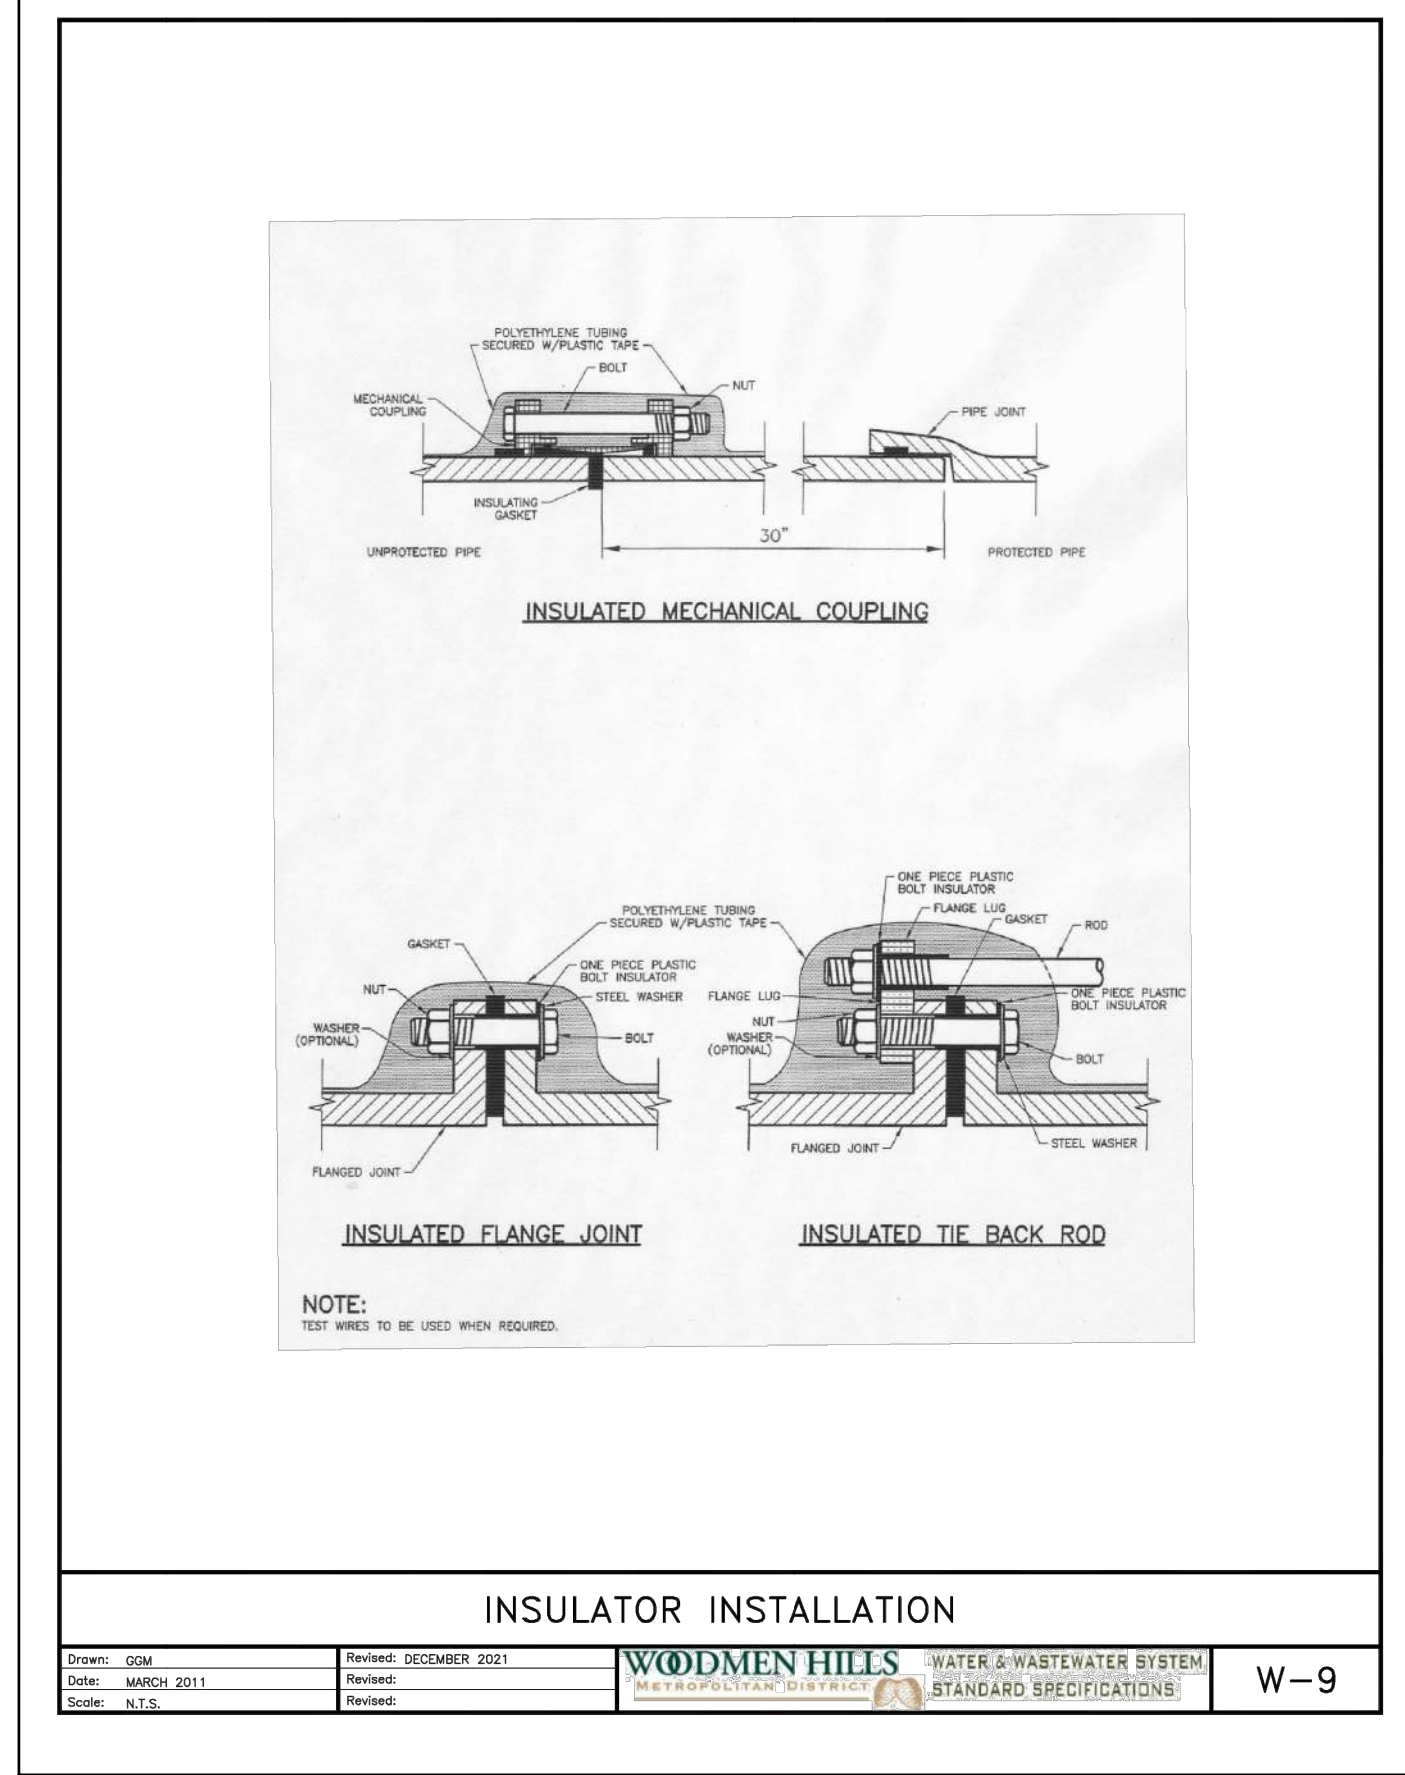 POLYETHYLENE TUBING
SECURED W/PLASTIC TAPE
BOLT
NUT
MECHANICAL
COUPLING
PIPE JOINT
INSULATING
GASKET
30"
UNPROTECTED PIPE
PROTECTED PIPE
INSULATED MECHANICAL COUPLING
ONE PIECE PLASTIC
BOLT INSULATOR
FLANGE LUG
GASKET
ROD
POLYETHYLENE TUBING
SECURED W/PLASTIC TAPE
GASKET
ONE PIECE PLASTIC
BOLT INSULATOR
STEEL WASHER
NUT
WASHER
(OPTIONAL)
BOLT
FLANGE LUG
NUT
WASHER
(OPTIONAL)
ONE PIECE PLASTIC
BOLT INSULATOR
BOLT
FLANGED JOINT
STEEL WASHER
FLANGED JOINT
INSULATED FLANGE JOINT
INSULATED TIE BACK ROD
NOTE:
TEST WIRES TO BE USED WHEN REQUIRED.
INSULATOR INSTALLATION
Drawn: GGM
Date: MARCH 2011
Scale: N.T.S.
Revised: DECEMBER 2021
Revised:
Revised:
WOODMEN HILLS
METROPOLITAN DISTRICT
WATER & WASTEWATER SYSTEM
STANDARD SPECIFICATIONS
W-9